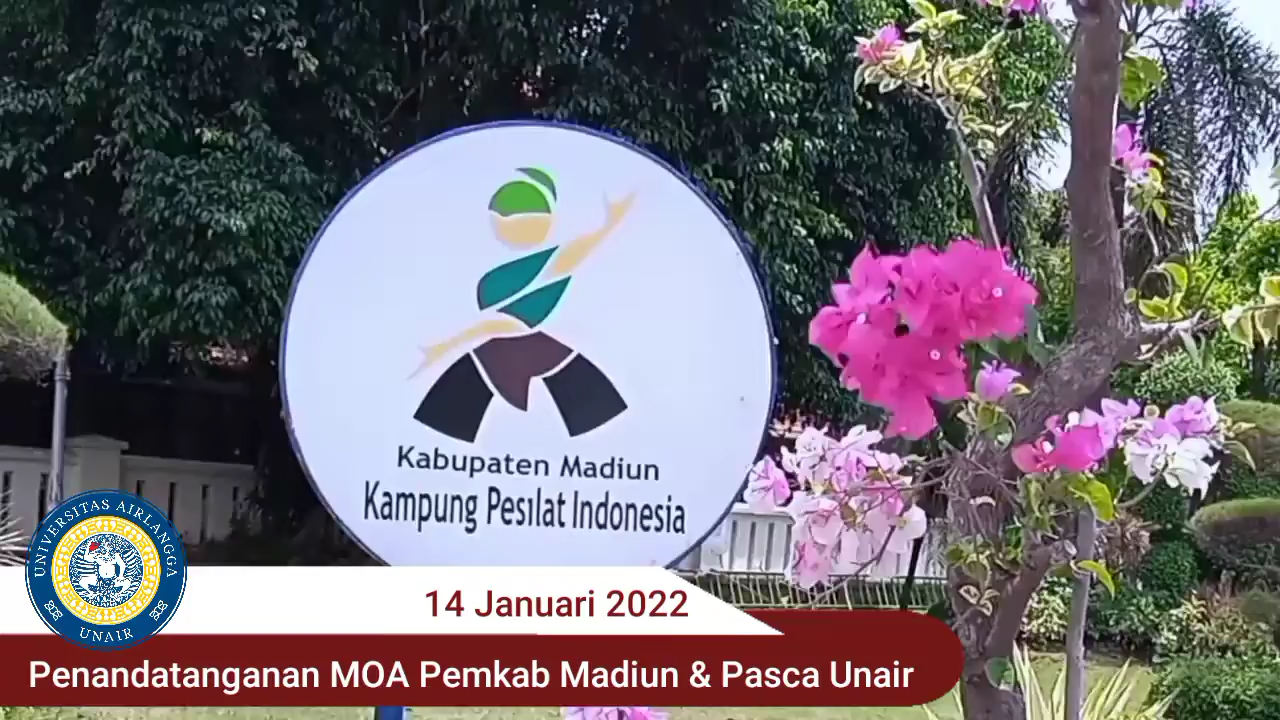 Kabupaten Madiun
Kampung Pesilat Indonesia
UNIVERSITAS AIRLANGGA
UNAIR
14 Januari 2022
Penandatanganan MOA Pemkab Madiun & Pasca Unair